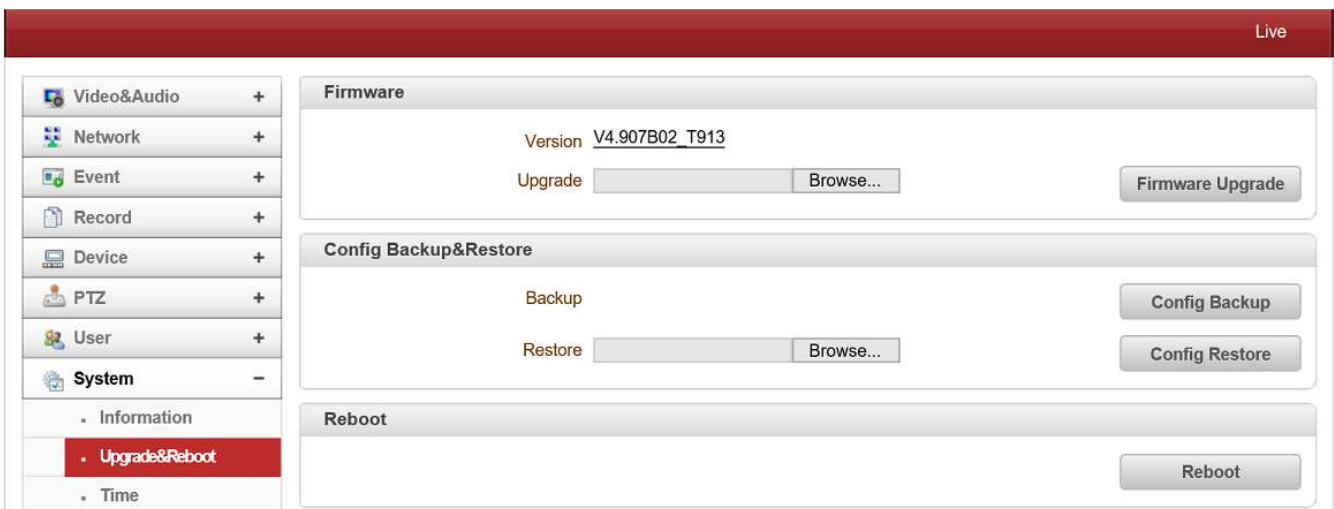 Live
Video&Audio +
Network +
Event +
Record +
Device +
PTZ +
User +
System −
. Information
. Upgrade&Reboot
. Time
Firmware
Version V4.907B02_T913
Upgrade Browse... Firmware Upgrade
Config Backup&Restore
Backup Config Backup
Restore Browse... Config Restore
Reboot
Reboot